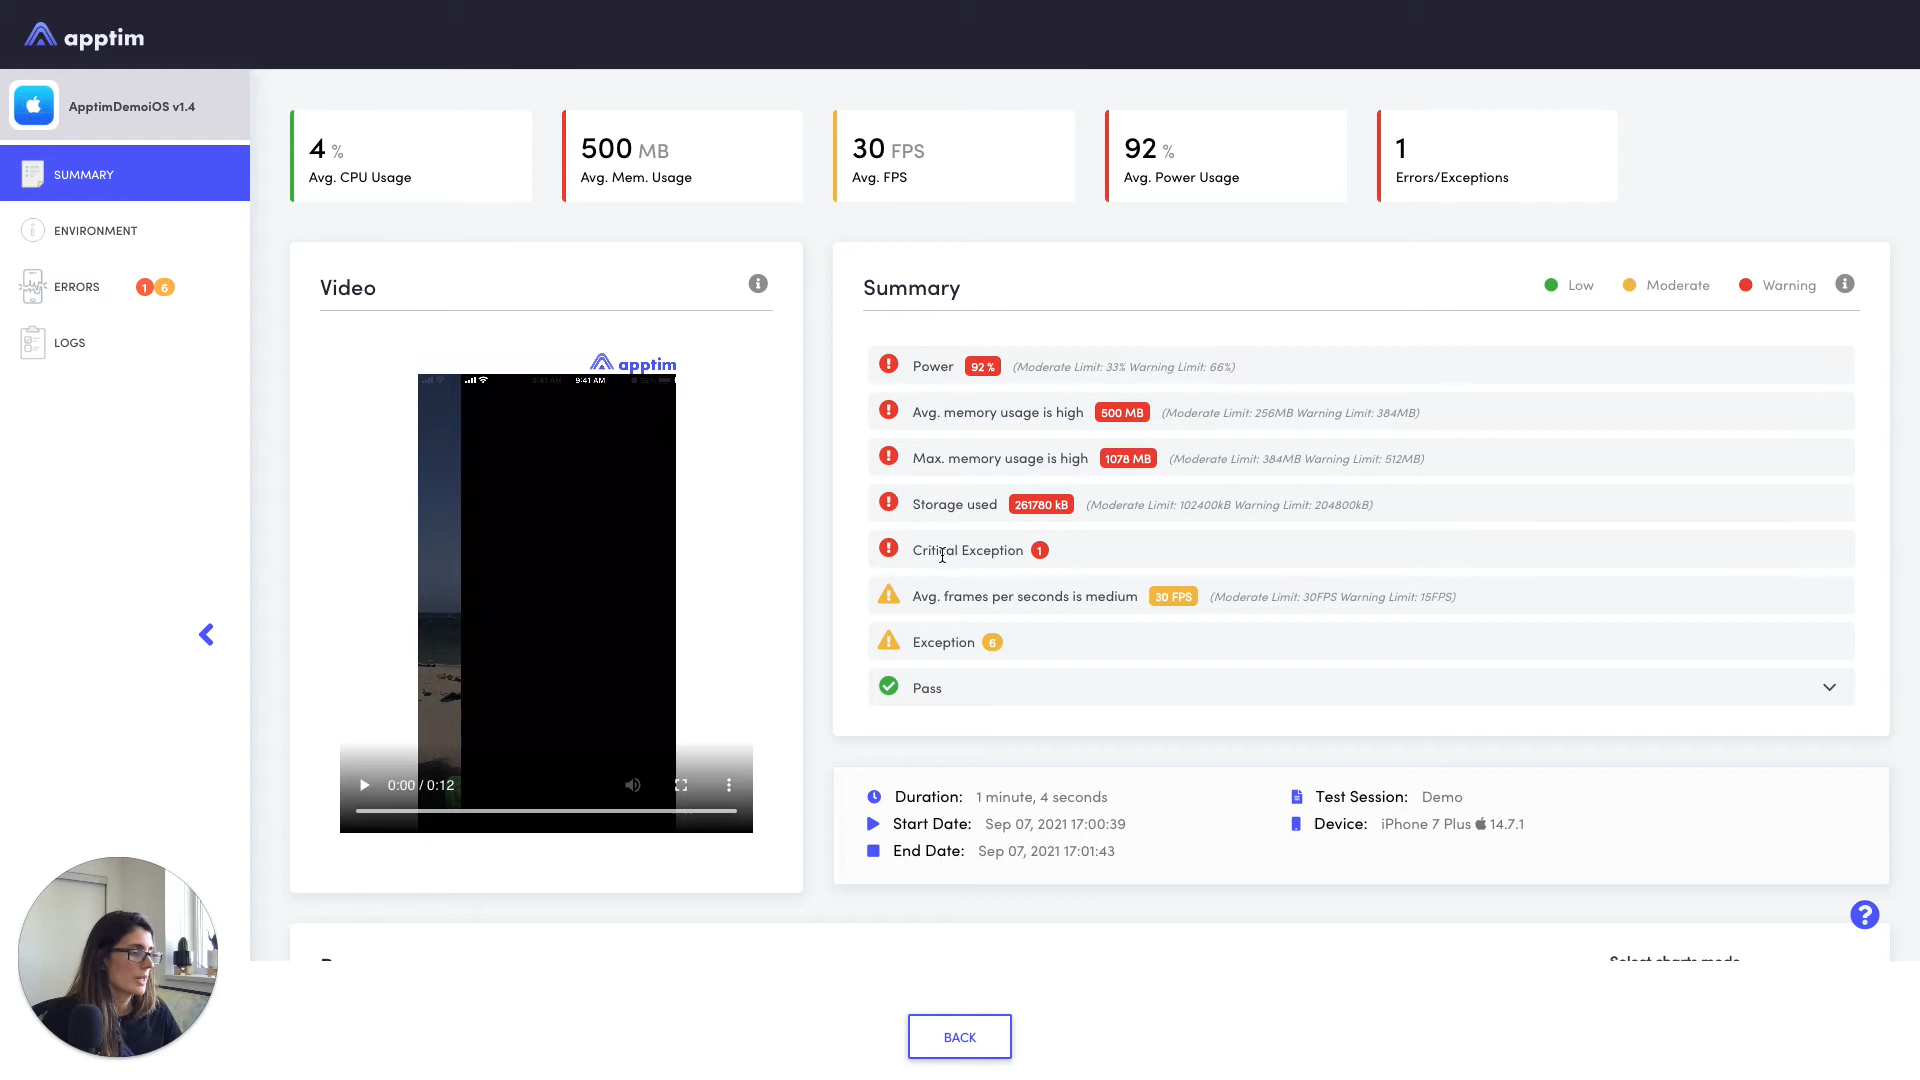 apptim
ApptimDemoiOS v1.4
SUMMARY
ENVIRONMENT
ERRORS 1 6
LOGS
4 %
Avg. CPU Usage
500 MB
Avg. Mem. Usage
30 FPS
Avg. FPS
92 %
Avg. Power Usage
1
Errors/Exceptions
Video
apptim
9:41 AM
0:00 / 0:12
Summary
Low Moderate Warning
Power 92 % (Moderate Limit: 33% Warning Limit: 66%)
Avg. memory usage is high 500 MB (Moderate Limit: 256MB Warning Limit: 384MB)
Max. memory usage is high 1078 MB (Moderate Limit: 384MB Warning Limit: 512MB)
Storage used 261780 kB (Moderate Limit: 102400kB Warning Limit: 204800kB)
Critical Exception 1
Avg. frames per seconds is medium 30 FPS (Moderate Limit: 30FPS Warning Limit: 15FPS)
Exception 6
Pass
Duration: 1 minute, 4 seconds
Start Date: Sep 07, 2021 17:00:39
End Date: Sep 07, 2021 17:01:43
Test Session: Demo
Device: iPhone 7 Plus 14.7.1
Select charts mode
?
BACK